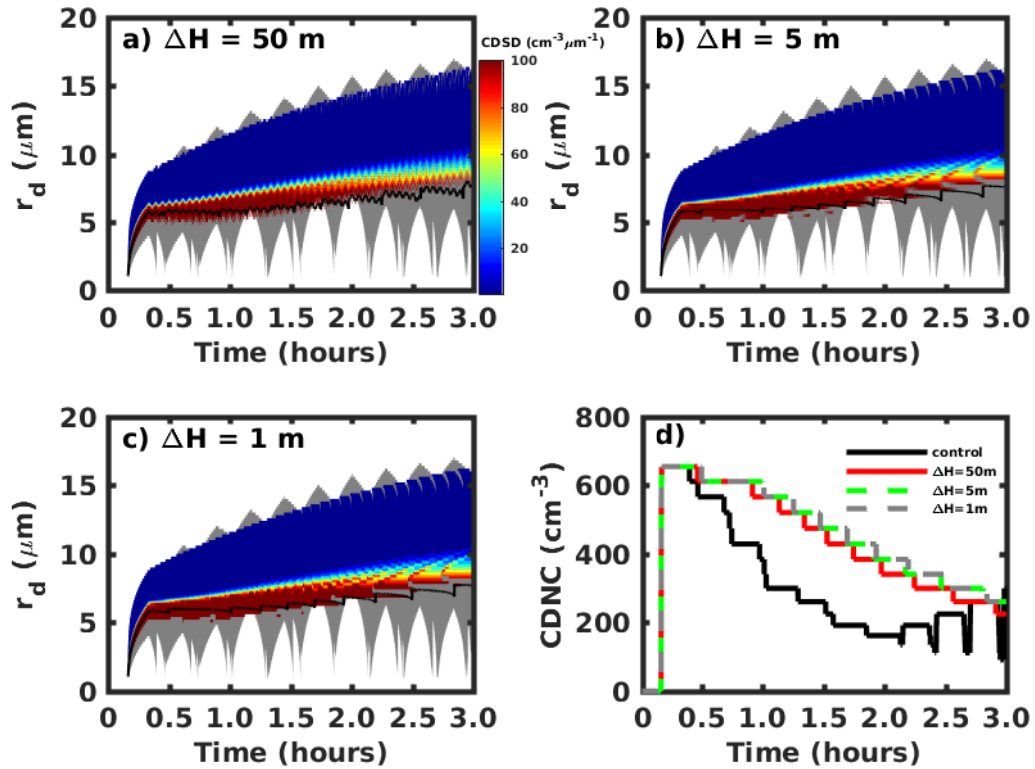 a) ΔH = 50 m
CDSD (cm⁻³μm⁻¹)
100
80
60
40
20
r_d (μm)
20
15
10
5
0
0 0.5 1.0 1.5 2.0 2.5 3.0
Time (hours)
b) ΔH = 5 m
r_d (μm)
20
15
10
5
0
0 0.5 1.0 1.5 2.0 2.5 3.0
Time (hours)
c) ΔH = 1 m
r_d (μm)
20
15
10
5
0
0 0.5 1.0 1.5 2.0 2.5 3.0
Time (hours)
d)
control
ΔH=50m
ΔH=5m
ΔH=1m
CDNC (cm⁻³)
800
600
400
200
0
0 0.5 1.0 1.5 2.0 2.5 3.0
Time (hours)